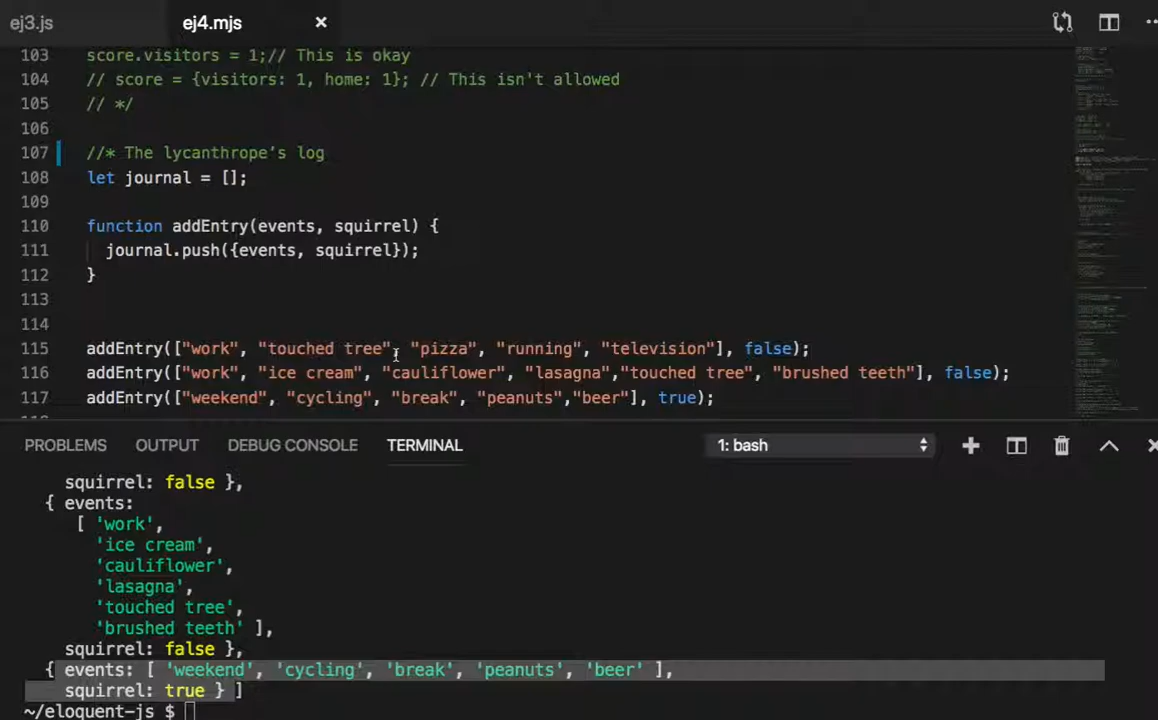 ej3.js ej4.mjs
103 score.visitors = 1;// This is okay
104 // score = {visitors: 1, home: 1}; // This isn't allowed
105 // */
106
107 //* The lycanthrope's log
108 let journal = [];
109
110 function addEntry(events, squirrel) {
111 journal.push({events, squirrel});
112 }
113
114
115 addEntry(["work", "touched tree", "pizza", "running", "television"], false);
116 addEntry(["work", "ice cream", "cauliflower", "lasagna","touched tree", "brushed teeth"], false);
117 addEntry(["weekend", "cycling", "break", "peanuts","beer"], true);
PROBLEMS OUTPUT DEBUG CONSOLE TERMINAL 1: bash
squirrel: false },
{ events:
[ 'work',
'ice cream',
'cauliflower',
'lasagna',
'touched tree',
'brushed teeth' ],
squirrel: false },
{ events: [ 'weekend', 'cycling', 'break', 'peanuts', 'beer' ],
squirrel: true } ]
~/eloquent-js $